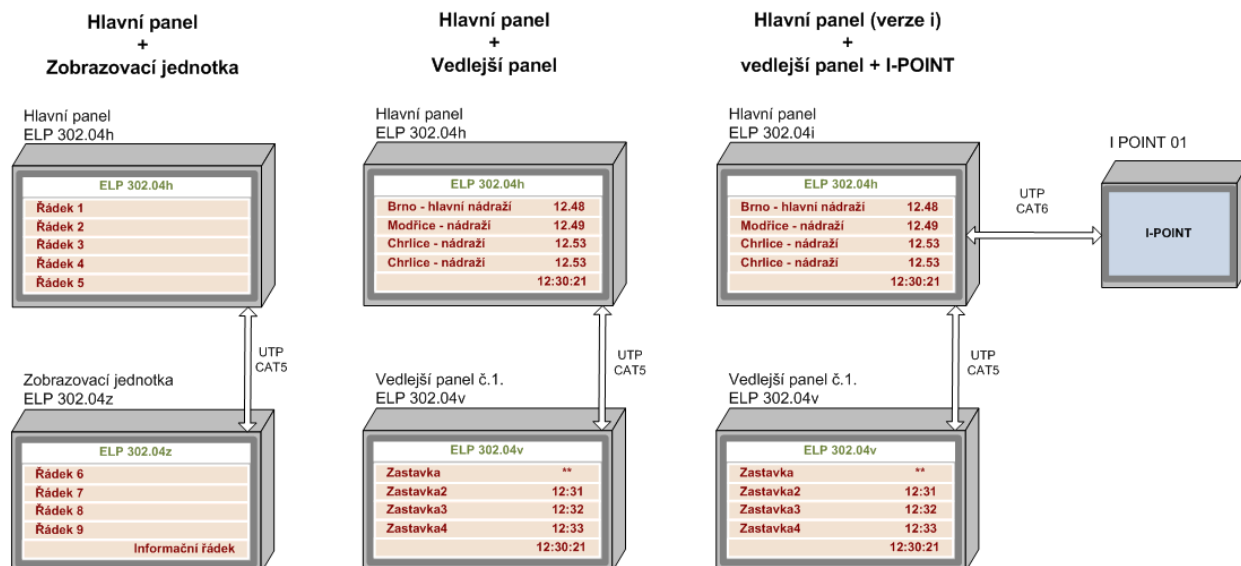 Hlavní panel
+
Zobrazovací jednotka
Hlavní panel
ELP 302.04h
ELP 302.04h
Řádek 1
Řádek 2
Řádek 3
Řádek 4
Řádek 5
UTP
CAT5
Zobrazovací jednotka
ELP 302.04z
ELP 302.04z
Řádek 6
Řádek 7
Řádek 8
Řádek 9
Informační řádek
Hlavní panel
+
Vedlejší panel
Hlavní panel
ELP 302.04h
ELP 302.04h
Brno - hlavní nádraží 12.48
Modřice - nádraží 12.49
Chrlice - nádraží 12.53
Chrlice - nádraží 12.53
12:30:21
UTP
CAT5
Vedlejší panel č.1.
ELP 302.04v
ELP 302.04v
Zastavka **
Zastavka2 12:31
Zastavka3 12:32
Zastavka4 12:33
12:30:21
Hlavní panel (verze i)
+
vedlejší panel + I-POINT
Hlavní panel
ELP 302.04i
ELP 302.04h
Brno - hlavní nádraží 12.48
Modřice - nádraží 12.49
Chrlice - nádraží 12.53
Chrlice - nádraží 12.53
12:30:21
UTP
CAT6
I POINT 01
I-POINT
UTP
CAT5
Vedlejší panel č.1.
ELP 302.04v
ELP 302.04v
Zastavka **
Zastavka2 12:31
Zastavka3 12:32
Zastavka4 12:33
12:30:21